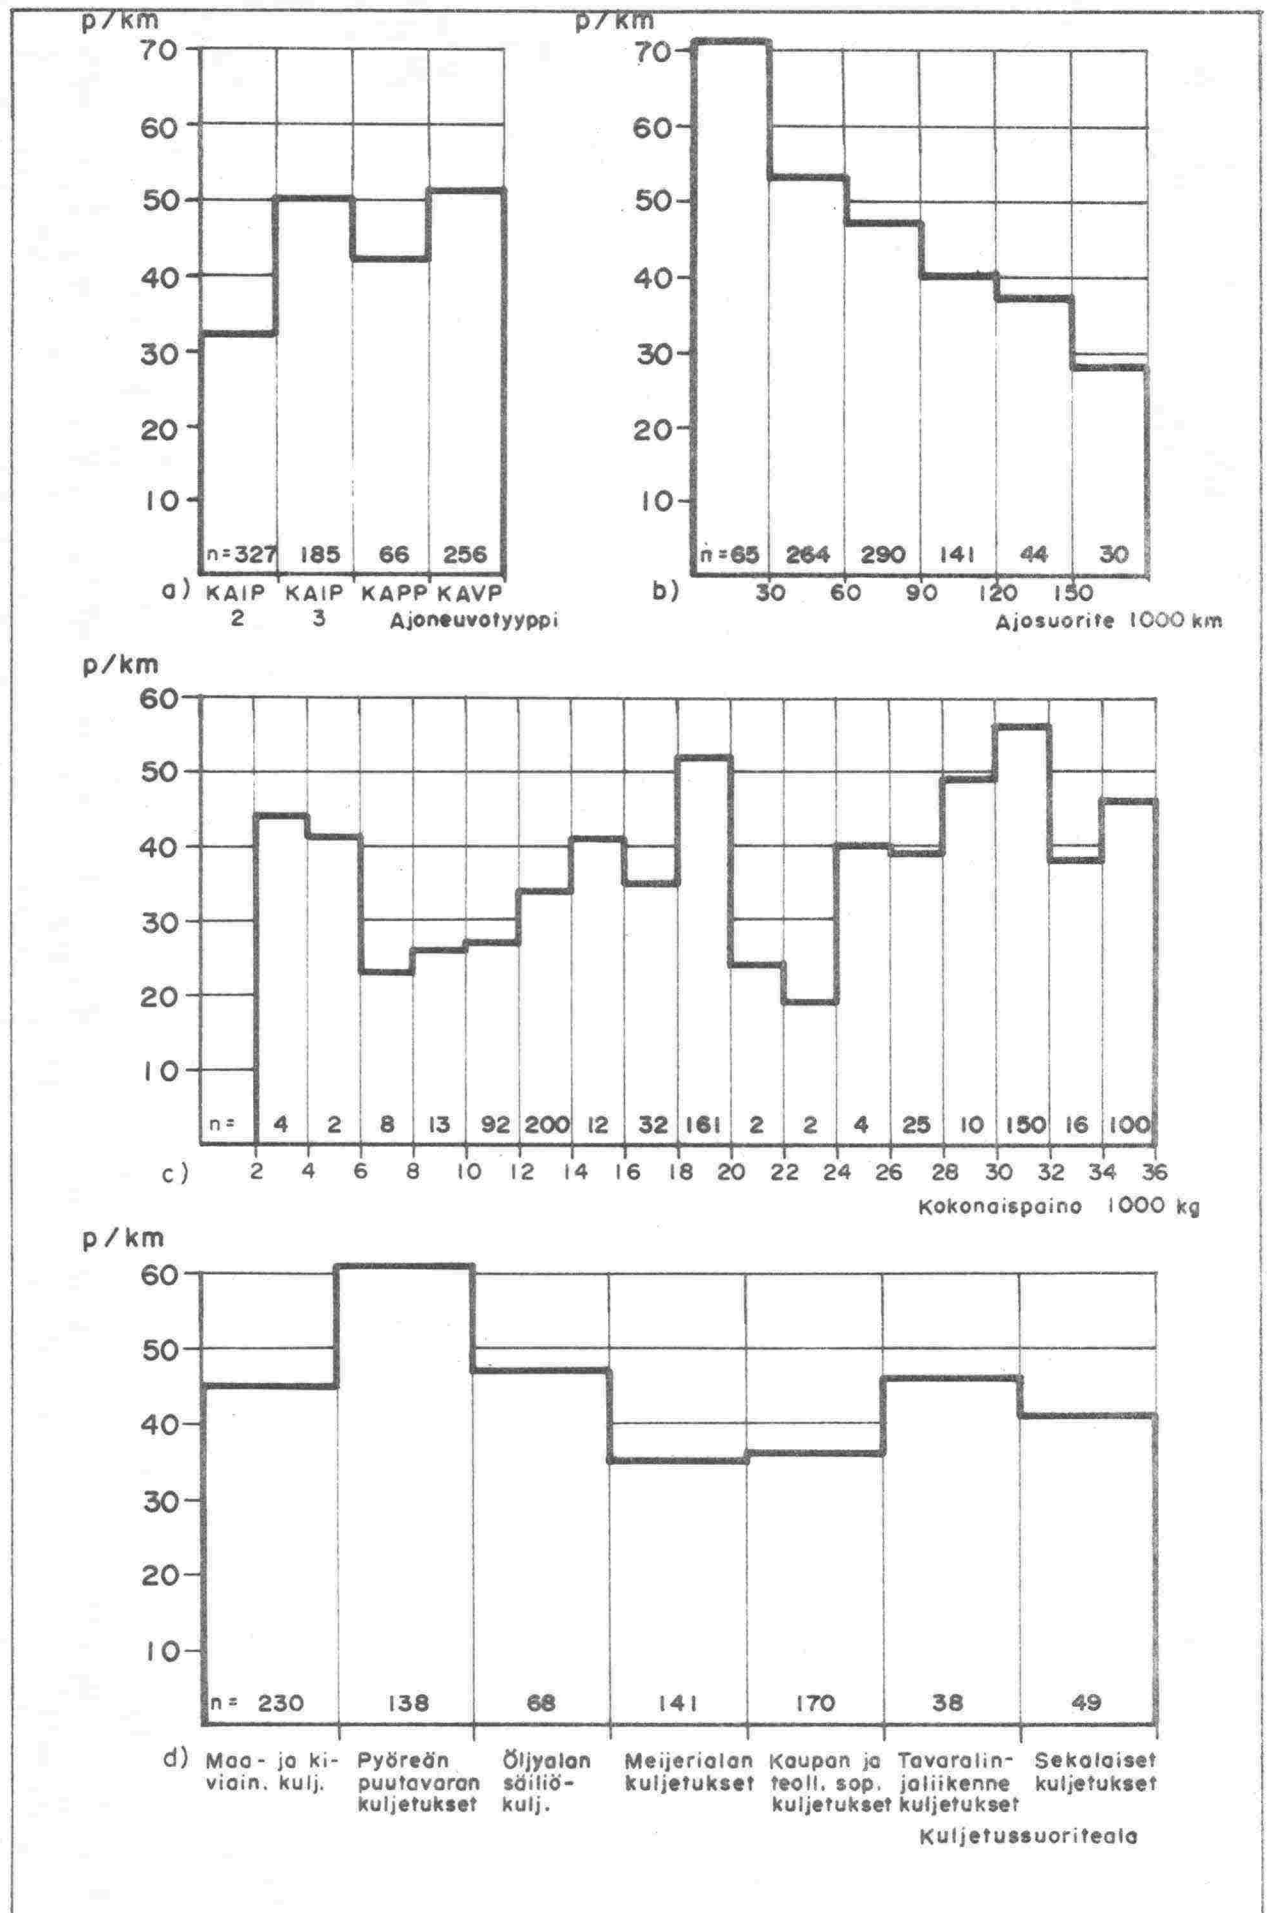 p/km
70
60
50
40
30
20
10
n=327 185 66 256
a) KAIP KAIP KAPP KAVP
2 3 Ajoneuvotyyppi
p/km
70
60
50
40
30
20
10
n=65 264 290 141 44 30
b) 30 60 90 120 150
Ajosuorite 1000 km
p/km
60
50
40
30
20
10
n= 4 2 8 13 92 200 12 32 161 2 2 4 25 10 150 16 100
c) 2 4 6 8 10 12 14 16 18 20 22 24 26 28 30 32 34 36
Kokonaispaino 1000 kg
p/km
60
50
40
30
20
10
n= 230 138 68 141 170 38 49
d) Maa- ja ki- Pyöreän Öljyalan Meijerialan Kaupan ja Tavaralin- Sekalaiset
viain. kulj. puutavaran säiliö- kuljetukset teoll. sop. jaliikenne kuljetukset
kuljetukset kulj. kuljetukset kuljetukset
Kuljetussuoriteala